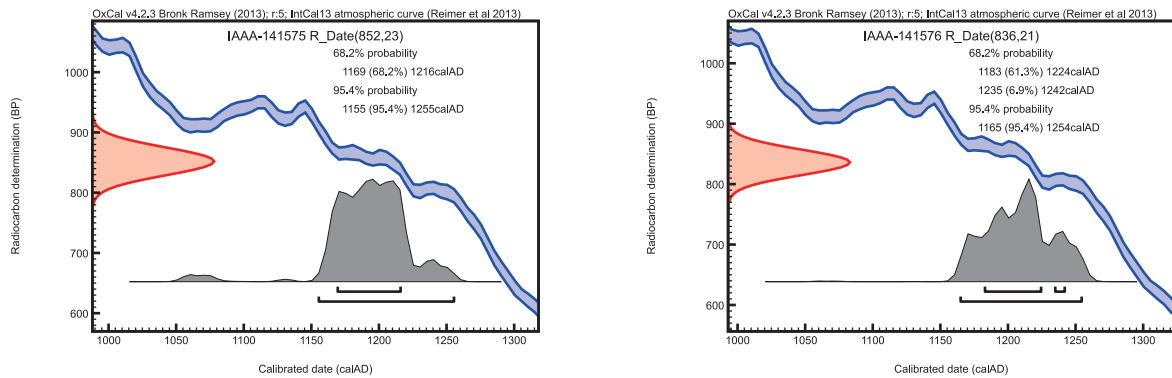 OxCal v4.2.3 Bronk Ramsey (2013); r:5; IntCal13 atmospheric curve (Reimer et al 2013)
IAAA-141575 R_Date(852,23)
68.2% probability
1169 (68.2%) 1216calAD
95.4% probability
1155 (95.4%) 1255calAD
Radiocarbon determination (BP)
1000
900
800
700
600
1000 1050 1100 1150 1200 1250 1300
Calibrated date (calAD)
OxCal v4.2.3 Bronk Ramsey (2013); r:5; IntCal13 atmospheric curve (Reimer et al 2013)
IAAA-141576 R_Date(836,21)
68.2% probability
1183 (61.3%) 1224calAD
1235 (6.9%) 1242calAD
95.4% probability
1165 (95.4%) 1254calAD
Radiocarbon determination (BP)
1000
900
800
700
600
1000 1050 1100 1150 1200 1250 1300
Calibrated date (calAD)